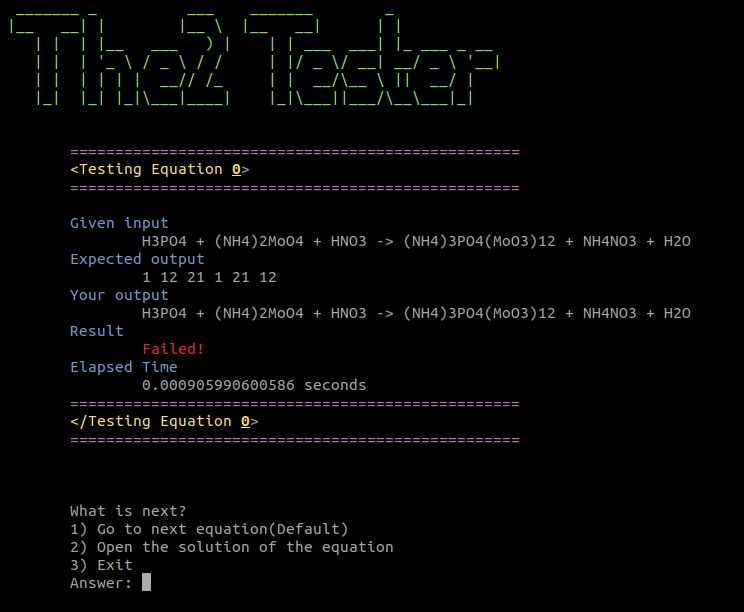 The2 Tester
==================================================
<Testing Equation 0>
==================================================
Given input
H3PO4 + (NH4)2MoO4 + HNO3 -> (NH4)3PO4(MoO3)12 + NH4NO3 + H2O
Expected output
1 12 21 1 21 12
Your output
H3PO4 + (NH4)2MoO4 + HNO3 -> (NH4)3PO4(MoO3)12 + NH4NO3 + H2O
Result
Failed!
Elapsed Time
0.000905990600586 seconds
==================================================
</Testing Equation 0>
==================================================
What is next?
1) Go to next equation(Default)
2) Open the solution of the equation
3) Exit
Answer: